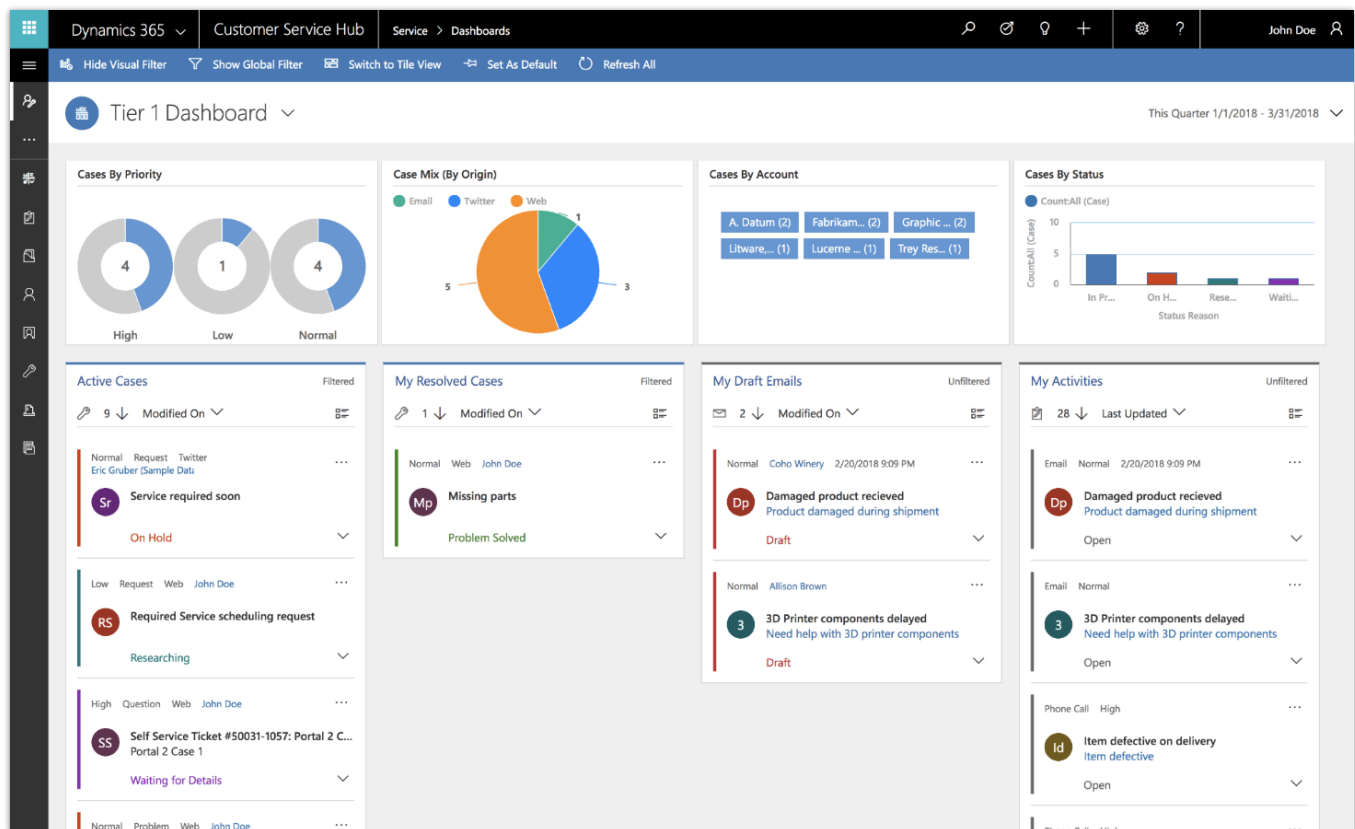 Dynamics 365
Customer Service Hub
Service > Dashboards
John Doe
Hide Visual Filter
Show Global Filter
Switch to Tile View
Set As Default
Refresh All
Tier 1 Dashboard
This Quarter 1/1/2018 - 3/31/2018
Cases By Priority
4
1
4
High
Low
Normal
Case Mix (By Origin)
Email
Twitter
Web
1
5
3
Cases By Account
A. Datum (2)
Fabrikam... (2)
Graphic ... (2)
Litware,... (1)
Lucerne ... (1)
Trey Res... (1)
Cases By Status
Count:All (Case)
Count:All (Case)
10
5
0
In Pr...
On H...
Rese...
Waiti...
Status Reason
Active Cases
Filtered
9
Modified On
Normal Request Twitter
Eric Gruber (Sample Data
Sr
Service required soon
On Hold
Low Request Web John Doe
RS
Required Service scheduling request
Researching
High Question Web John Doe
SS
Self Service Ticket #50031-1057: Portal 2 C...
Portal 2 Case 1
Waiting for Details
Normal Problem Web John Doe
My Resolved Cases
Filtered
1
Modified On
Normal Web John Doe
Mp
Missing parts
Problem Solved
My Draft Emails
Unfiltered
2
Modified On
Normal Coho Winery 2/20/2018 9:09 PM
Dp
Damaged product recieved
Product damaged during shipment
Draft
Normal Allison Brown
3
3D Printer components delayed
Need help with 3D printer components
Draft
My Activities
Unfiltered
28
Last Updated
Email Normal 2/20/2018 9:09 PM
Dp
Damaged product recieved
Product damaged during shipment
Open
Email Normal
3
3D Printer components delayed
Need help with 3D printer components
Open
Phone Call High
Id
Item defective on delivery
Item defective
Open